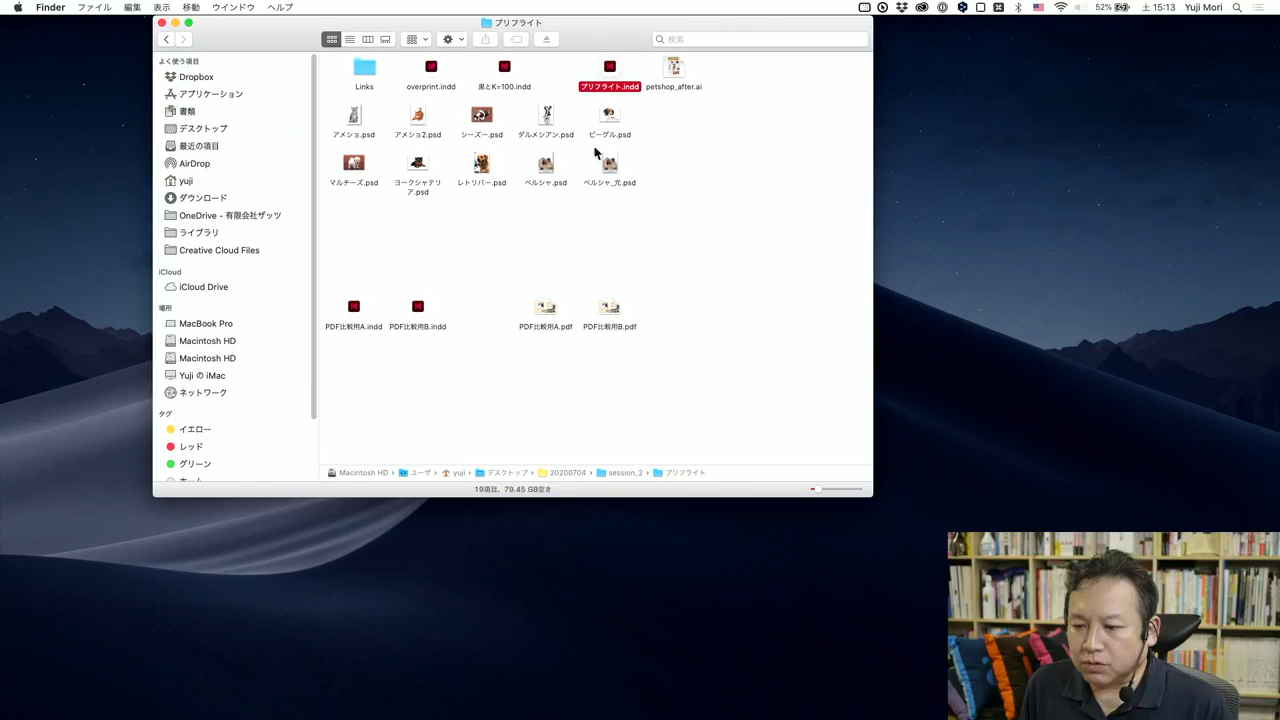 Finder ファイル 編集 表示 移動 ウインドウ ヘルプ
52% 土 15:13 Yuji Mori
プリフライト
検索
よく使う項目
Dropbox
アプリケーション
書類
デスクトップ
最近の項目
AirDrop
yuji
ダウンロード
OneDrive - 有限会社ザッツ
ライブラリ
Creative Cloud Files
iCloud
iCloud Drive
場所
MacBook Pro
Macintosh HD
Macintosh HD
Yuji の iMac
ネットワーク
タグ
イエロー
レッド
グリーン
ホーム
Links overprint.indd 黒とK=100.indd プリフライト.indd petshop_after.ai
アメショ.psd アメショ2.psd シーズー.psd ダルメシアン.psd ビーグル.psd
マルチーズ.psd ヨークシャテリ レトリバー.psd ペルシャ.psd ペルシャ_元.psd
ア.psd
PDF比較用A.indd PDF比較用B.indd PDF比較用A.pdf PDF比較用B.pdf
Macintosh HD › ユーザ › yuji › デスクトップ › 20200704 › session_2 › プリフライト
19項目、79.45 GB空き